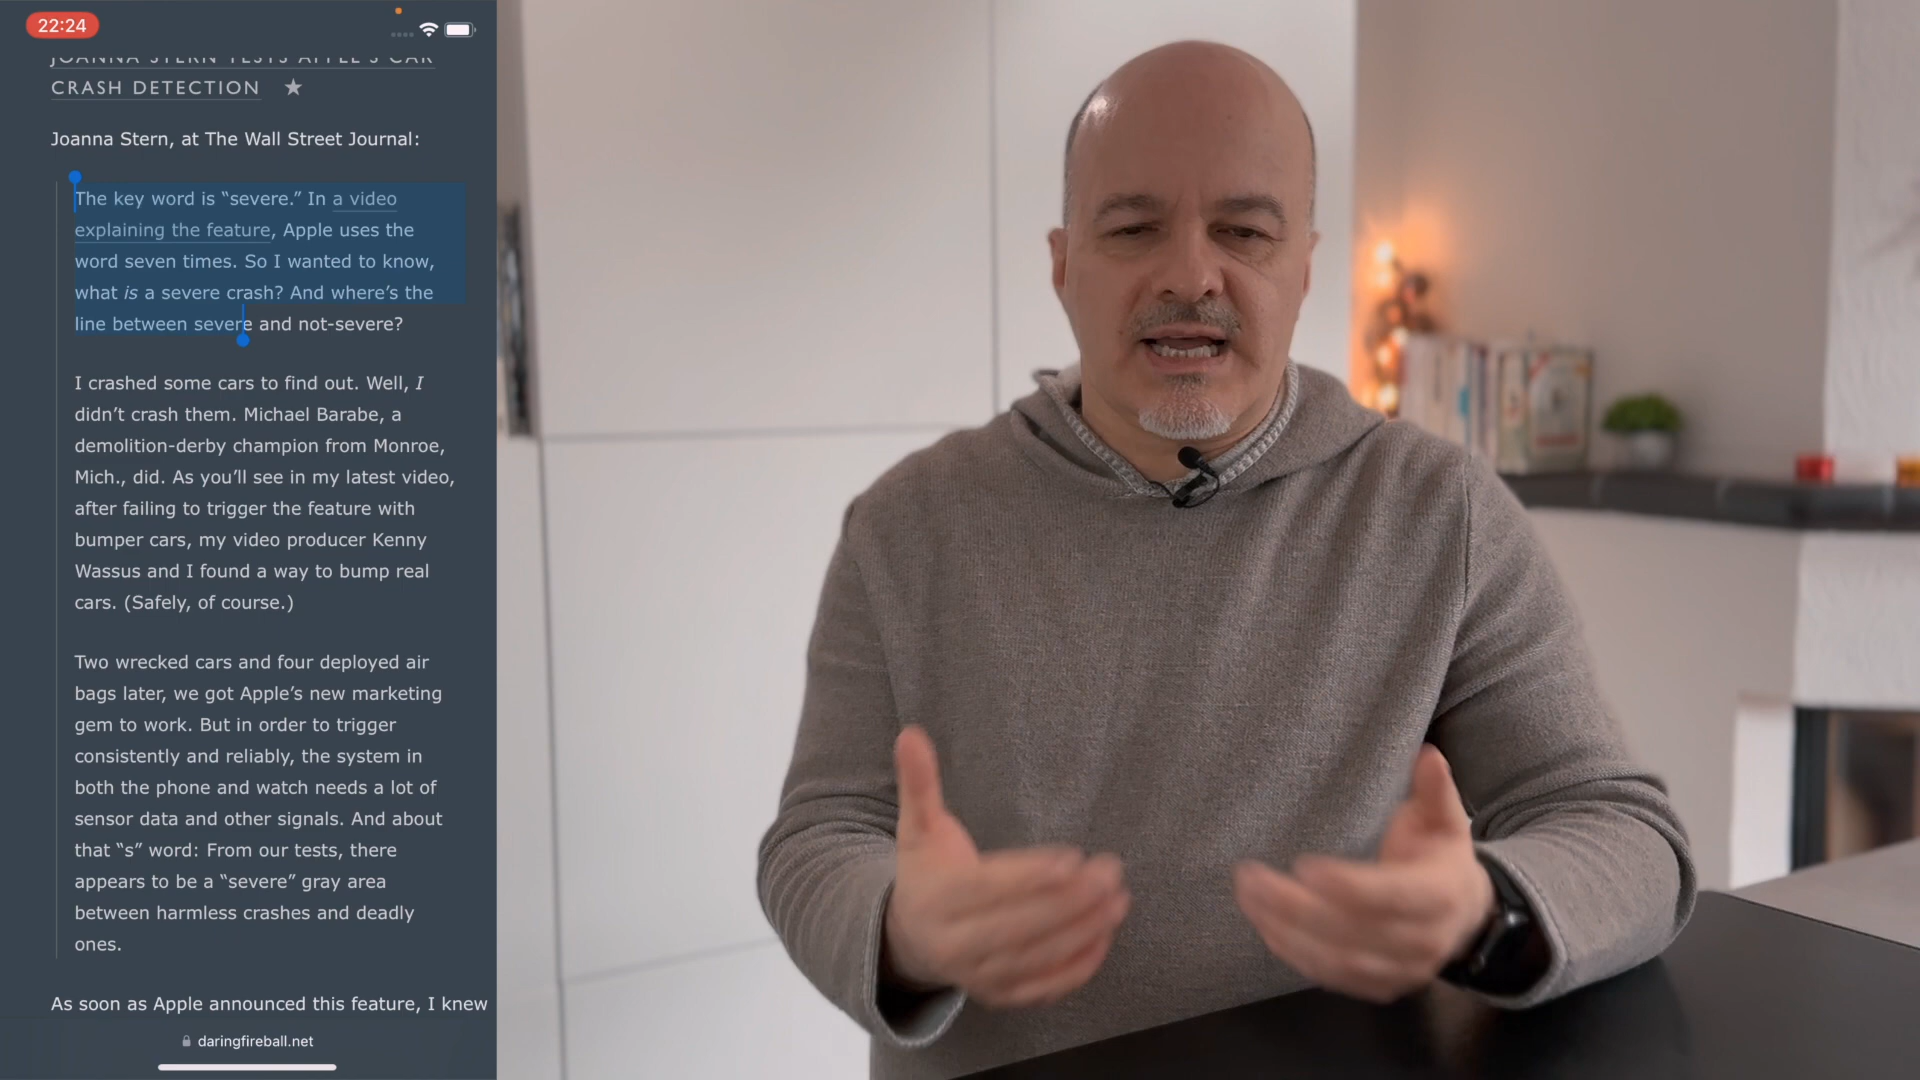 22:24
JOANNA STERN TESTS APPLE'S CAR
CRASH DETECTION ★
Joanna Stern, at The Wall Street Journal:
The key word is “severe.” In a video
explaining the feature, Apple uses the
word seven times. So I wanted to know,
what is a severe crash? And where’s the
line between severe and not-severe?
I crashed some cars to find out. Well, I
didn’t crash them. Michael Barabe, a
demolition-derby champion from Monroe,
Mich., did. As you’ll see in my latest video,
after failing to trigger the feature with
bumper cars, my video producer Kenny
Wassus and I found a way to bump real
cars. (Safely, of course.)
Two wrecked cars and four deployed air
bags later, we got Apple’s new marketing
gem to work. But in order to trigger
consistently and reliably, the system in
both the phone and watch needs a lot of
sensor data and other signals. And about
that “s” word: From our tests, there
appears to be a “severe” gray area
between harmless crashes and deadly
ones.
As soon as Apple announced this feature, I knew
daringfireball.net